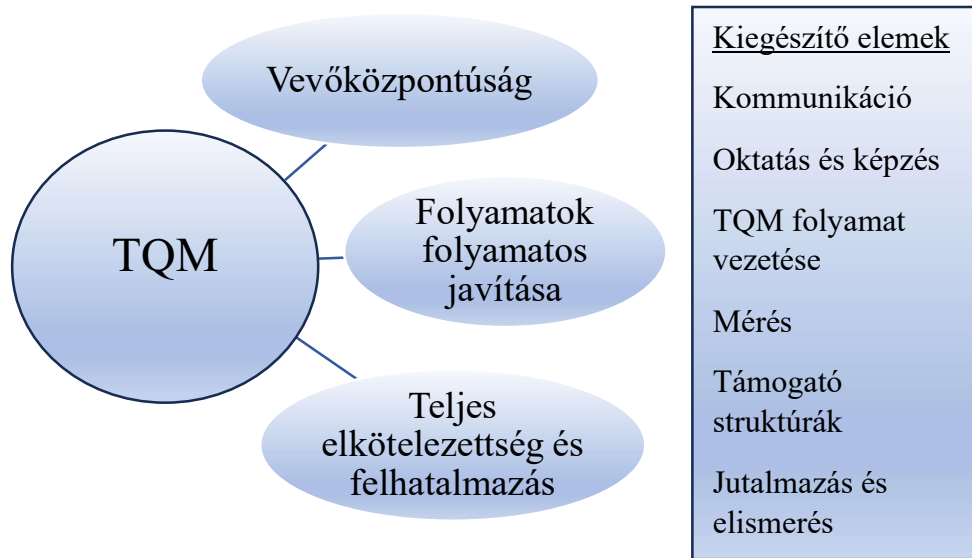 TQM
Vevőközpontúság
Folyamatok
folyamatos
javítása
Teljes
elkötelezettség és
felhatalmazás
Kiegészítő elemek
Kommunikáció
Oktatás és képzés
TQM folyamat
vezetése
Mérés
Támogató
struktúrák
Jutalmazás és
elismerés